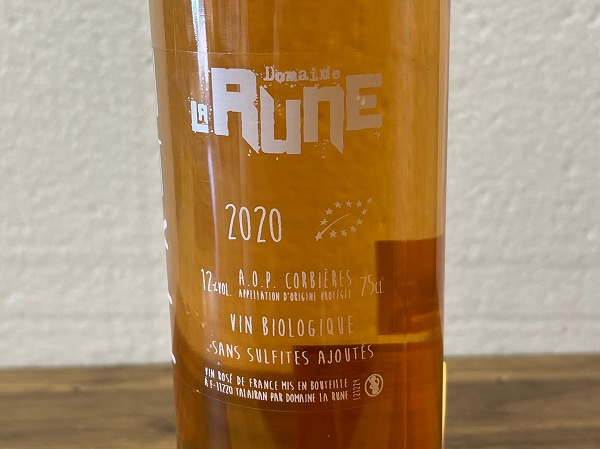 Domaine
LA RUNE
2020
12%VOL. A.O.P. CORBIÈRES 75CL
APPELLATION D'ORIGINE PROTÉGÉE
VIN BIOLOGIQUE
SANS SULFITES AJOUTÉS
VIN ROSÉ DE FRANCE MIS EN BOUTEILLE
À F-11220 TALAIRAN PAR DOMAINE LA RUNE
L21224